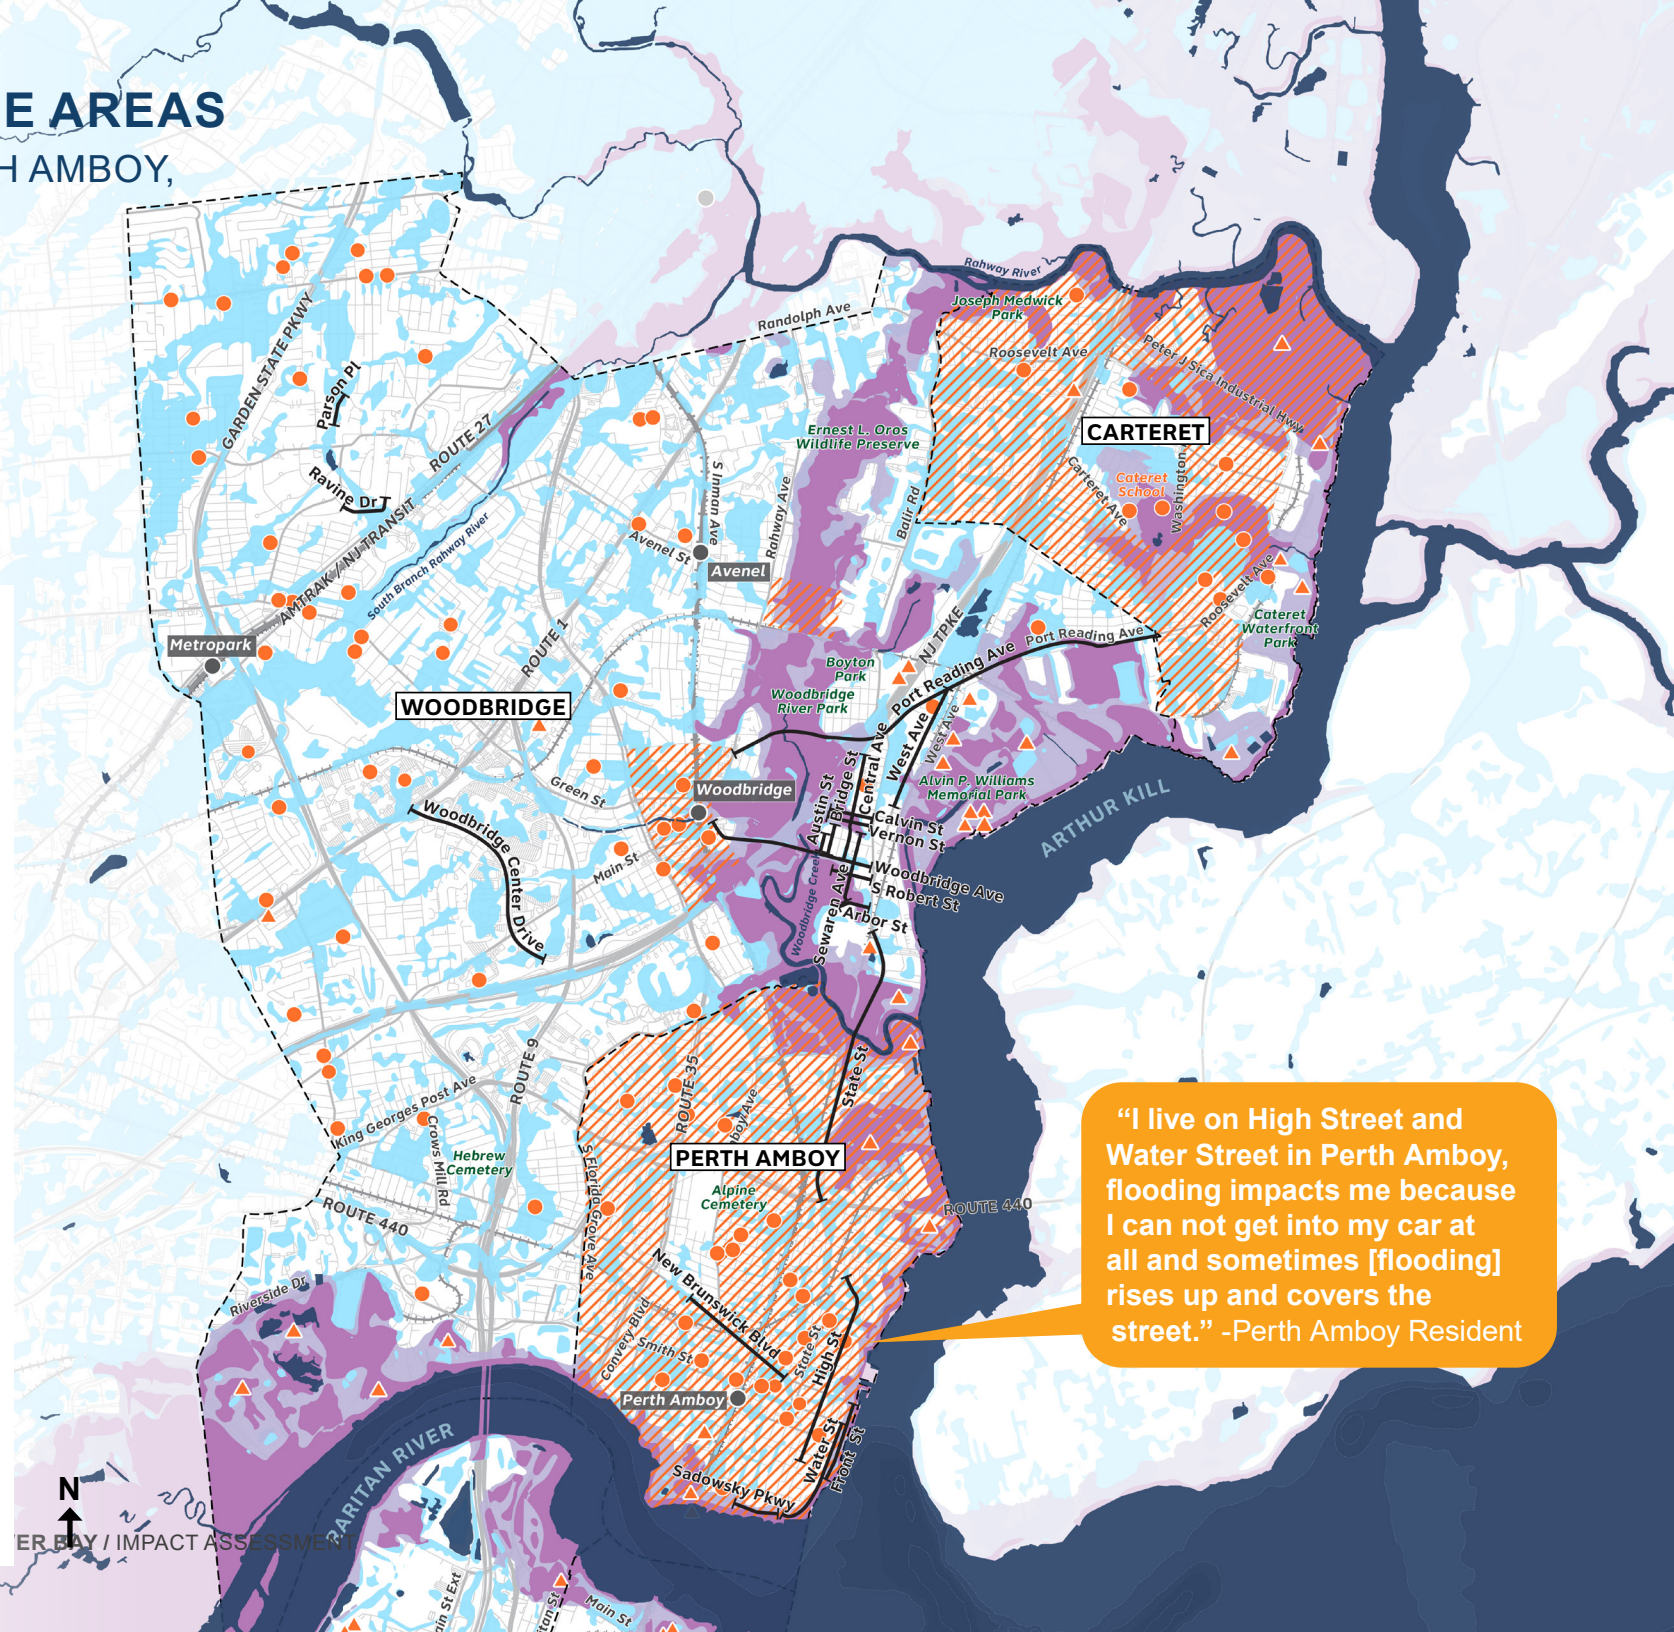 E AREAS
H AMBOY,
Rahway River
Joseph Medwick
Park
Randolph Ave
Roosevelt Ave
Peter J Sica Industrial Hwy
GARDEN STATE PKWY
Parson Pl
ROUTE 27
CARTERET
Ernest L. Oros
Wildlife Preserve
Ravine Dr
S Inman Ave
Rahway Ave
Balir Rd
Carteret Ave
Cateret
School
Washington
AMTRAK / NJ TRANSIT
South Branch Rahway River
Avenel St
Avenel
Roosevelt Ave
Cateret
Waterfront
Park
Metropark
ROUTE 1
NJ TPKE
Port Reading Ave
Port Reading Ave
Boyton
Park
Woodbridge
River Park
WOODBRIDGE
West Ave
West Ave
Central Ave
Bridge St
Austin St
Alvin P. Williams
Memorial Park
Green St
Woodbridge
Woodbridge Center Drive
Calvin St
Vernon St
ARTHUR KILL
Main St
Woodbridge Ave
S Robert St
Arbor St
Sewaren Ave
Woodbridge Creek
ROUTE 9
ROUTE 35
State St
King Georges Post Ave
Crows Mill Rd
Hebrew
Cemetery
boy Ave
PERTH AMBOY
Alpine
Cemetery
S Florida Grove Ave
ROUTE 440
ROUTE 440
“I live on High Street and
Water Street in Perth Amboy,
flooding impacts me because
I can not get into my car at
all and sometimes [flooding]
rises up and covers the
street.” -Perth Amboy Resident
Riverside Dr
New Brunswick Blvd
Convery Blvd
Smith St
State St
High St
Perth Amboy
Water St
Front St
Sadowsky Pkwy
RARITAN RIVER
N
ER BAY / IMPACT ASSESSMENT
ain St Ext
itan St
Main St